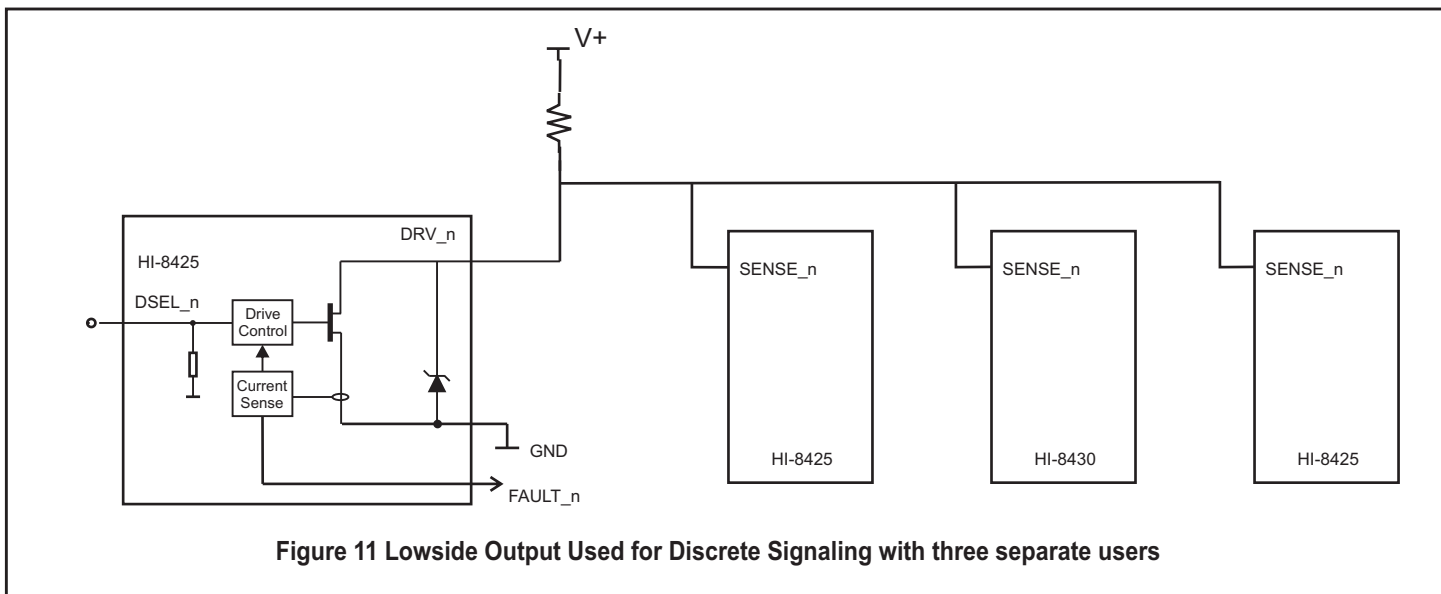 V+
DRV_n
HI-8425
DSEL_n
Drive
Control
Current
Sense
GND
FAULT_n
SENSE_n
HI-8425
SENSE_n
HI-8430
SENSE_n
HI-8425
Figure 11 Lowside Output Used for Discrete Signaling with three separate users